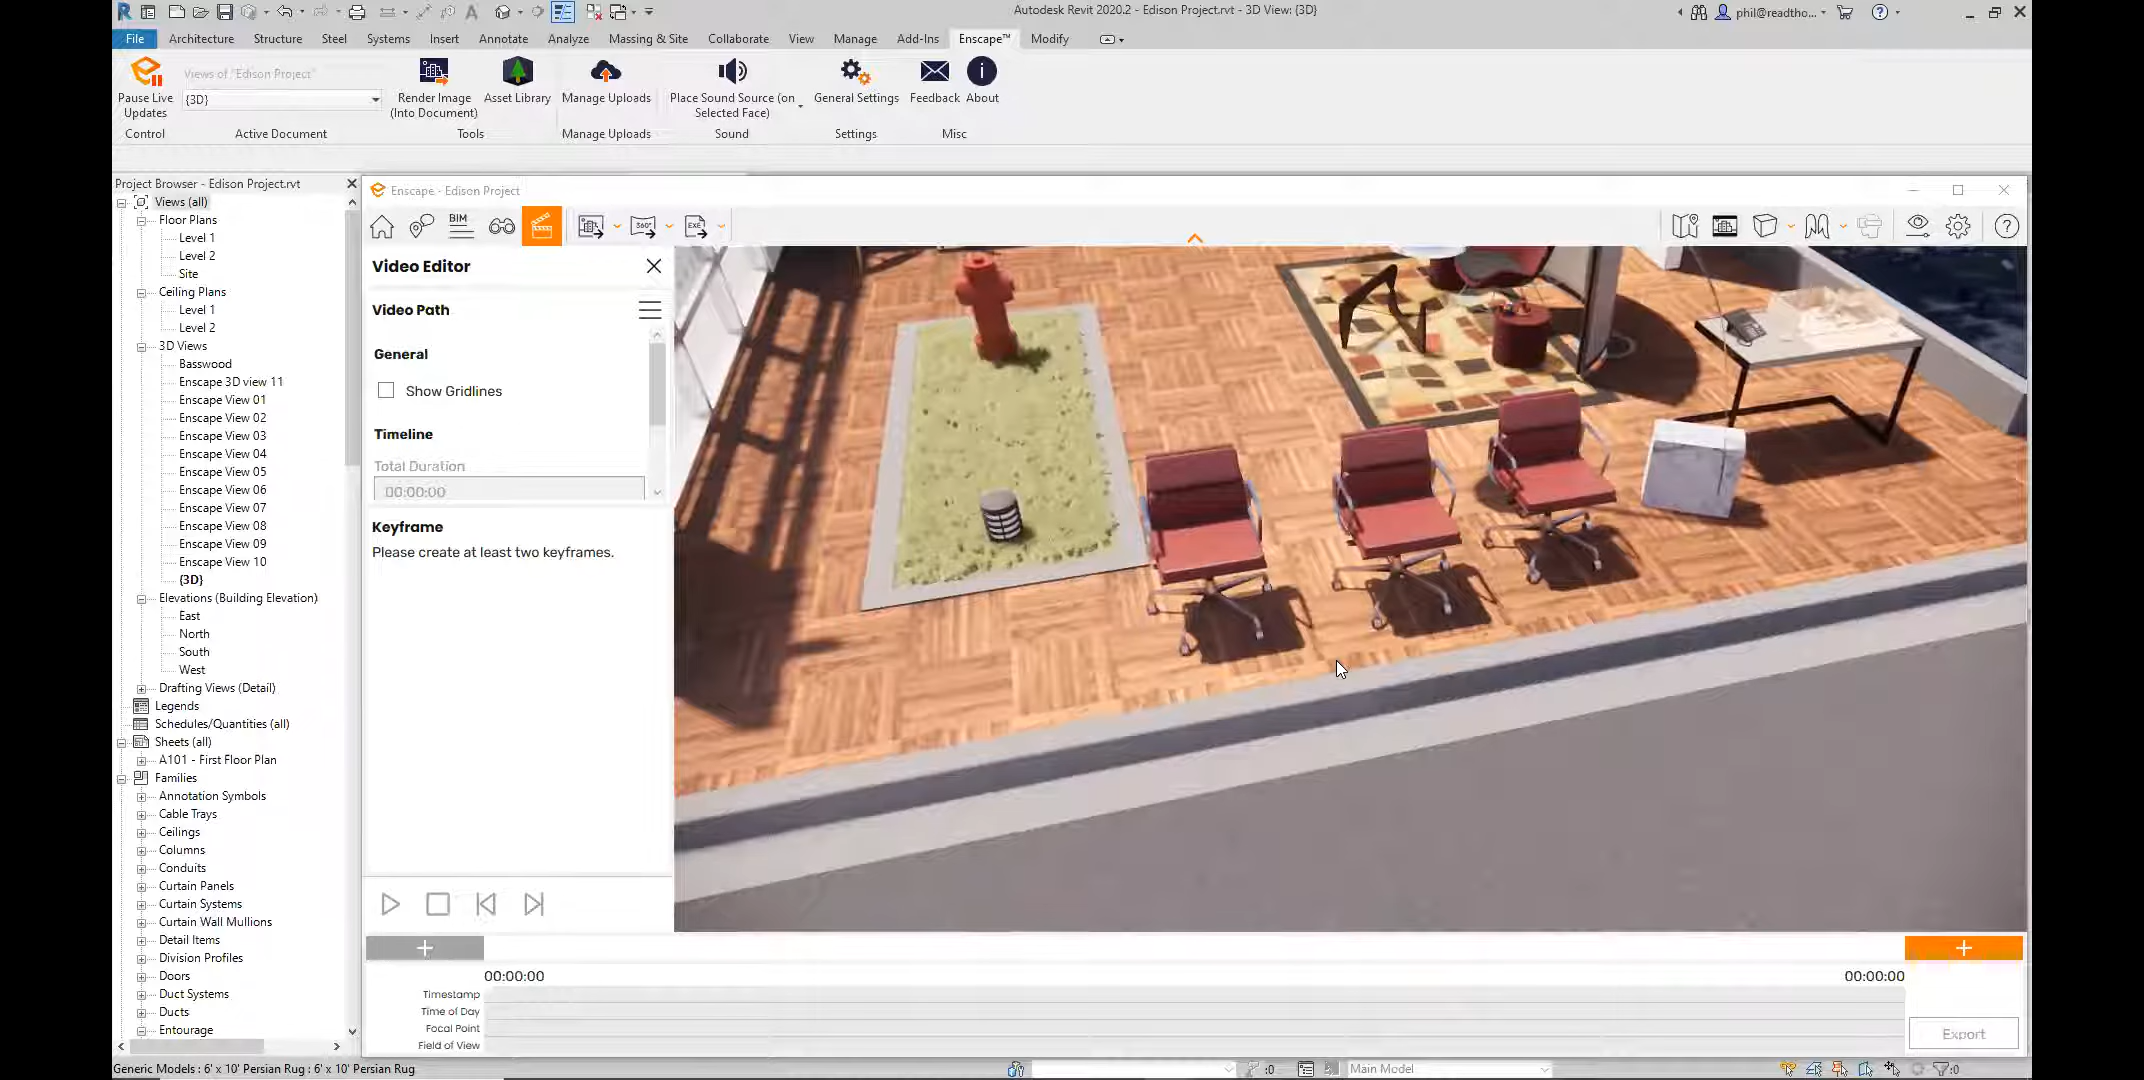 Autodesk Revit 2020.2 - Edison Project.rvt - 3D View: {3D}
phil@readtho...
File Architecture Structure Steel Systems Insert Annotate Analyze Massing & Site Collaborate View Manage Add-Ins Enscape™ Modify
Views of "Edison Project"
{3D}
Pause Live Updates
Render Image (Into Document)
Asset Library
Manage Uploads
Place Sound Source (on Selected Face)
General Settings
Feedback
About
Control Active Document Tools Manage Uploads Sound Settings Misc
Project Browser - Edison Project.rvt
Views (all)
Floor Plans
Level 1
Level 2
Site
Ceiling Plans
Level 1
Level 2
3D Views
Basswood
Enscape 3D view 11
Enscape View 01
Enscape View 02
Enscape View 03
Enscape View 04
Enscape View 05
Enscape View 06
Enscape View 07
Enscape View 08
Enscape View 09
Enscape View 10
{3D}
Elevations (Building Elevation)
East
North
South
West
Drafting Views (Detail)
Legends
Schedules/Quantities (all)
Sheets (all)
A101 - First Floor Plan
Families
Annotation Symbols
Cable Trays
Ceilings
Columns
Conduits
Curtain Panels
Curtain Systems
Curtain Wall Mullions
Detail Items
Division Profiles
Doors
Duct Systems
Ducts
Entourage
Enscape - Edison Project
BIM
360°
EXE
Video Editor
Video Path
General
Show Gridlines
Timeline
Total Duration
00:00:00
Keyframe
Please create at least two keyframes.
00:00:00 00:00:00
Timestamp
Time of Day
Focal Point
Field of View
Export
Generic Models : 6' x 10' Persian Rug : 6' x 10' Persian Rug
:0
Main Model
:0